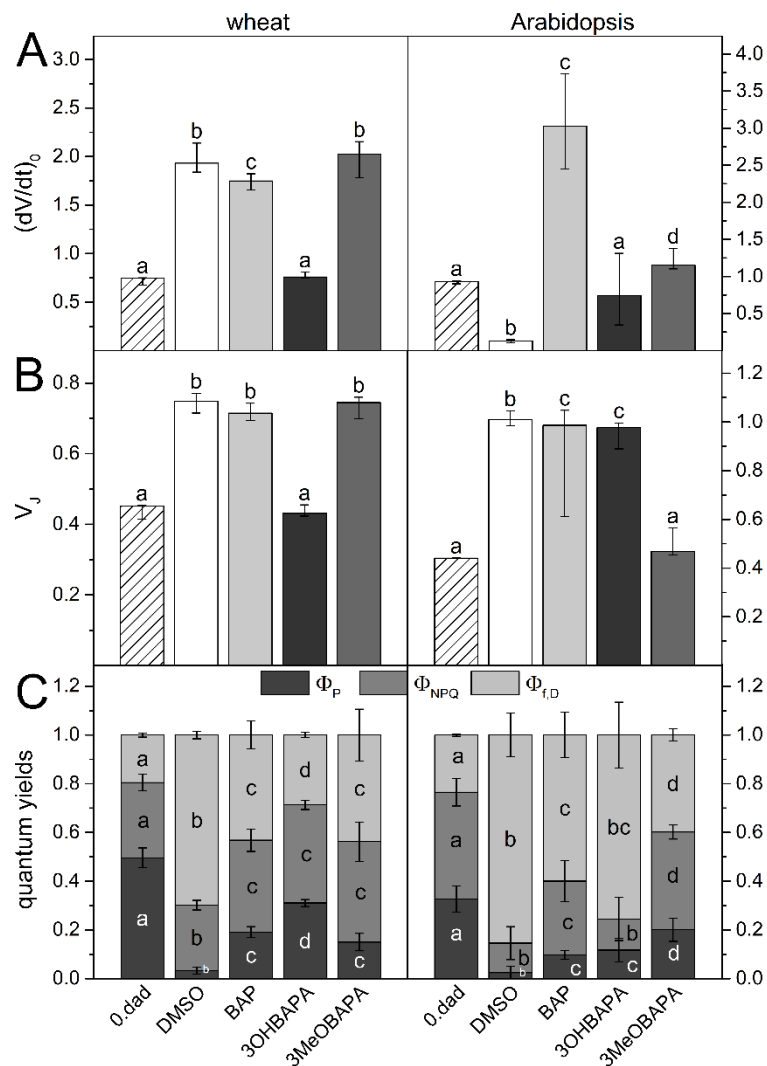 wheat Arabidopsis
A
(dV/dt)0
3.0
2.5
2.0
1.5
1.0
0.5
a b c a b
a b c a d
4.0
3.5
3.0
2.5
2.0
1.5
1.0
0.5
B
VJ
0.8
0.6
0.4
0.2
a b b a b
a b c c a
1.2
1.0
0.8
0.6
0.4
0.2
C
ΦP ΦNPQ Φf,D
quantum yields
1.2
1.0
0.8
0.6
0.4
0.2
0.0
a b c d c
a b c c c
a b c d c
a b c bc d
a b c b d
a b c c d
1.2
1.0
0.8
0.6
0.4
0.2
0.0
0.dad DMSO BAP 3OHBAPA 3MeOBAPA
0.dad DMSO BAP 3OHBAPA 3MeOBAPA